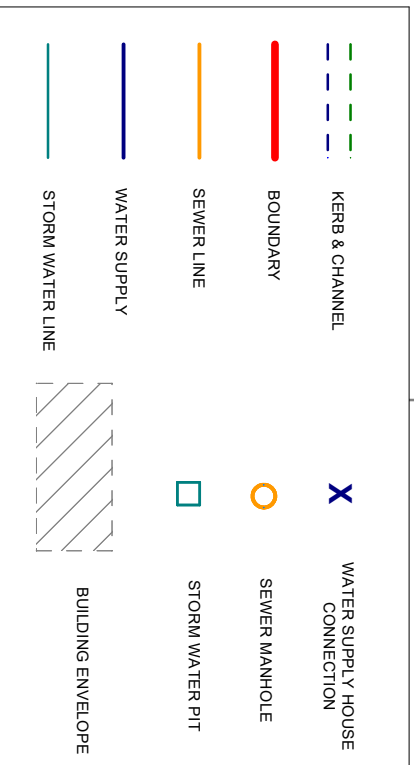 KERB & CHANNEL
BOUNDARY
SEWER LINE
WATER SUPPLY
STORM WATER LINE
X
WATER SUPPLY HOUSE
CONNECTION
SEWER MANHOLE
STORM WATER PIT
BUILDING ENVELOPE